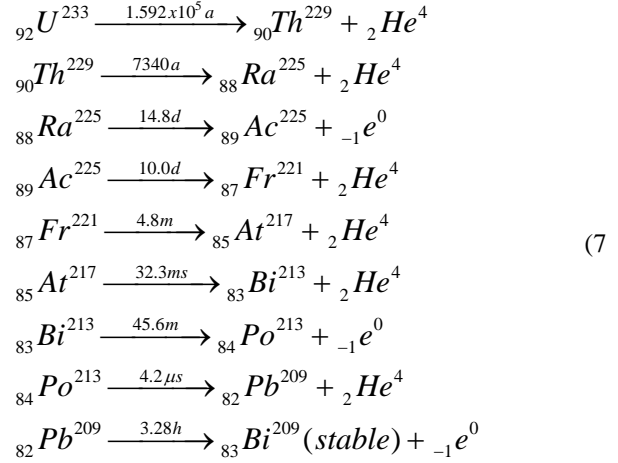 ₉₂U²³³ —1.592x10⁵a→ ₉₀Th²²⁹ + ₂He⁴
₉₀Th²²⁹ —7340a→ ₈₈Ra²²⁵ + ₂He⁴
₈₈Ra²²⁵ —14.8d→ ₈₉Ac²²⁵ + ₋₁e⁰
₈₉Ac²²⁵ —10.0d→ ₈₇Fr²²¹ + ₂He⁴
₈₇Fr²²¹ —4.8m→ ₈₅At²¹⁷ + ₂He⁴ (7
₈₅At²¹⁷ —32.3ms→ ₈₃Bi²¹³ + ₂He⁴
₈₃Bi²¹³ —45.6m→ ₈₄Po²¹³ + ₋₁e⁰
₈₄Po²¹³ —4.2μs→ ₈₂Pb²⁰⁹ + ₂He⁴
₈₂Pb²⁰⁹ —3.28h→ ₈₃Bi²⁰⁹(stable) + ₋₁e⁰